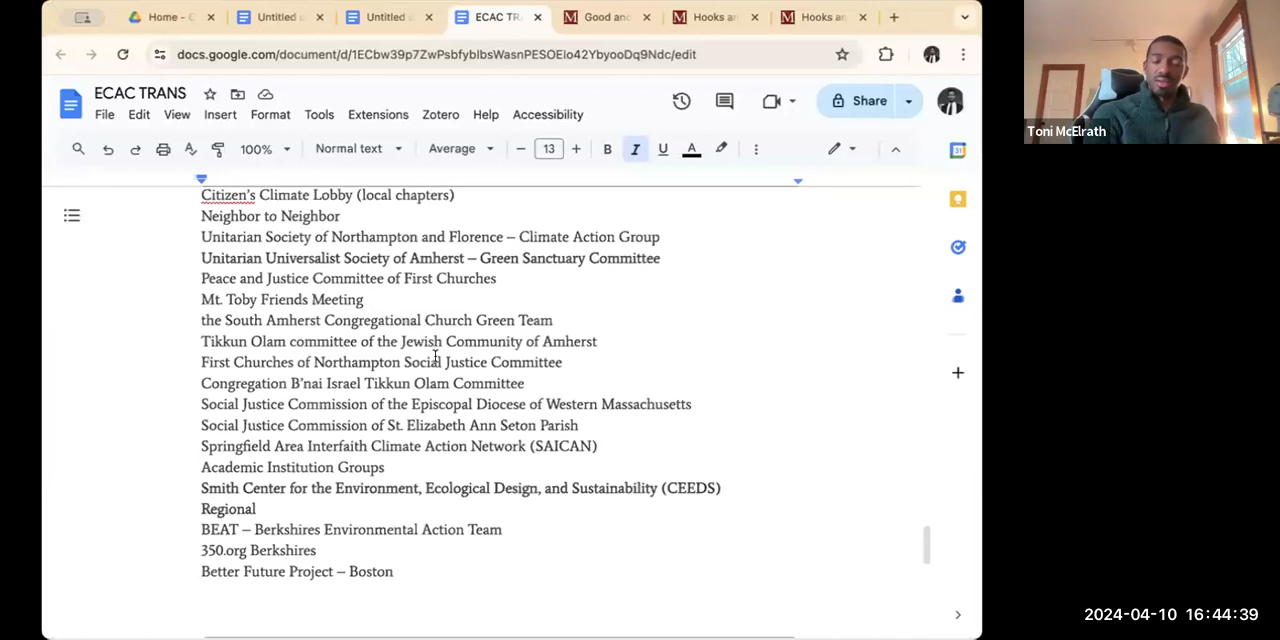 Home - C
Untitled
Untitled
ECAC TR
Good and
Hooks an
Hooks an
docs.google.com/document/d/1ECbw39p7ZwPsbfyblbsWasnPESOEIo42YbyooDq9Ndc/edit
ECAC TRANS
Share
File Edit View Insert Format Tools Extensions Zotero Help Accessibility
100% Normal text Average 13 B I U A
Citizen’s Climate Lobby (local chapters)
Neighbor to Neighbor
Unitarian Society of Northampton and Florence – Climate Action Group
Unitarian Universalist Society of Amherst – Green Sanctuary Committee
Peace and Justice Committee of First Churches
Mt. Toby Friends Meeting
the South Amherst Congregational Church Green Team
Tikkun Olam committee of the Jewish Community of Amherst
First Churches of Northampton Social Justice Committee
Congregation B’nai Israel Tikkun Olam Committee
Social Justice Commission of the Episcopal Diocese of Western Massachusetts
Social Justice Commission of St. Elizabeth Ann Seton Parish
Springfield Area Interfaith Climate Action Network (SAICAN)
Academic Institution Groups
Smith Center for the Environment, Ecological Design, and Sustainability (CEEDS)
Regional
BEAT – Berkshires Environmental Action Team
350.org Berkshires
Better Future Project – Boston
Toni McElrath
2024-04-10 16:44:39